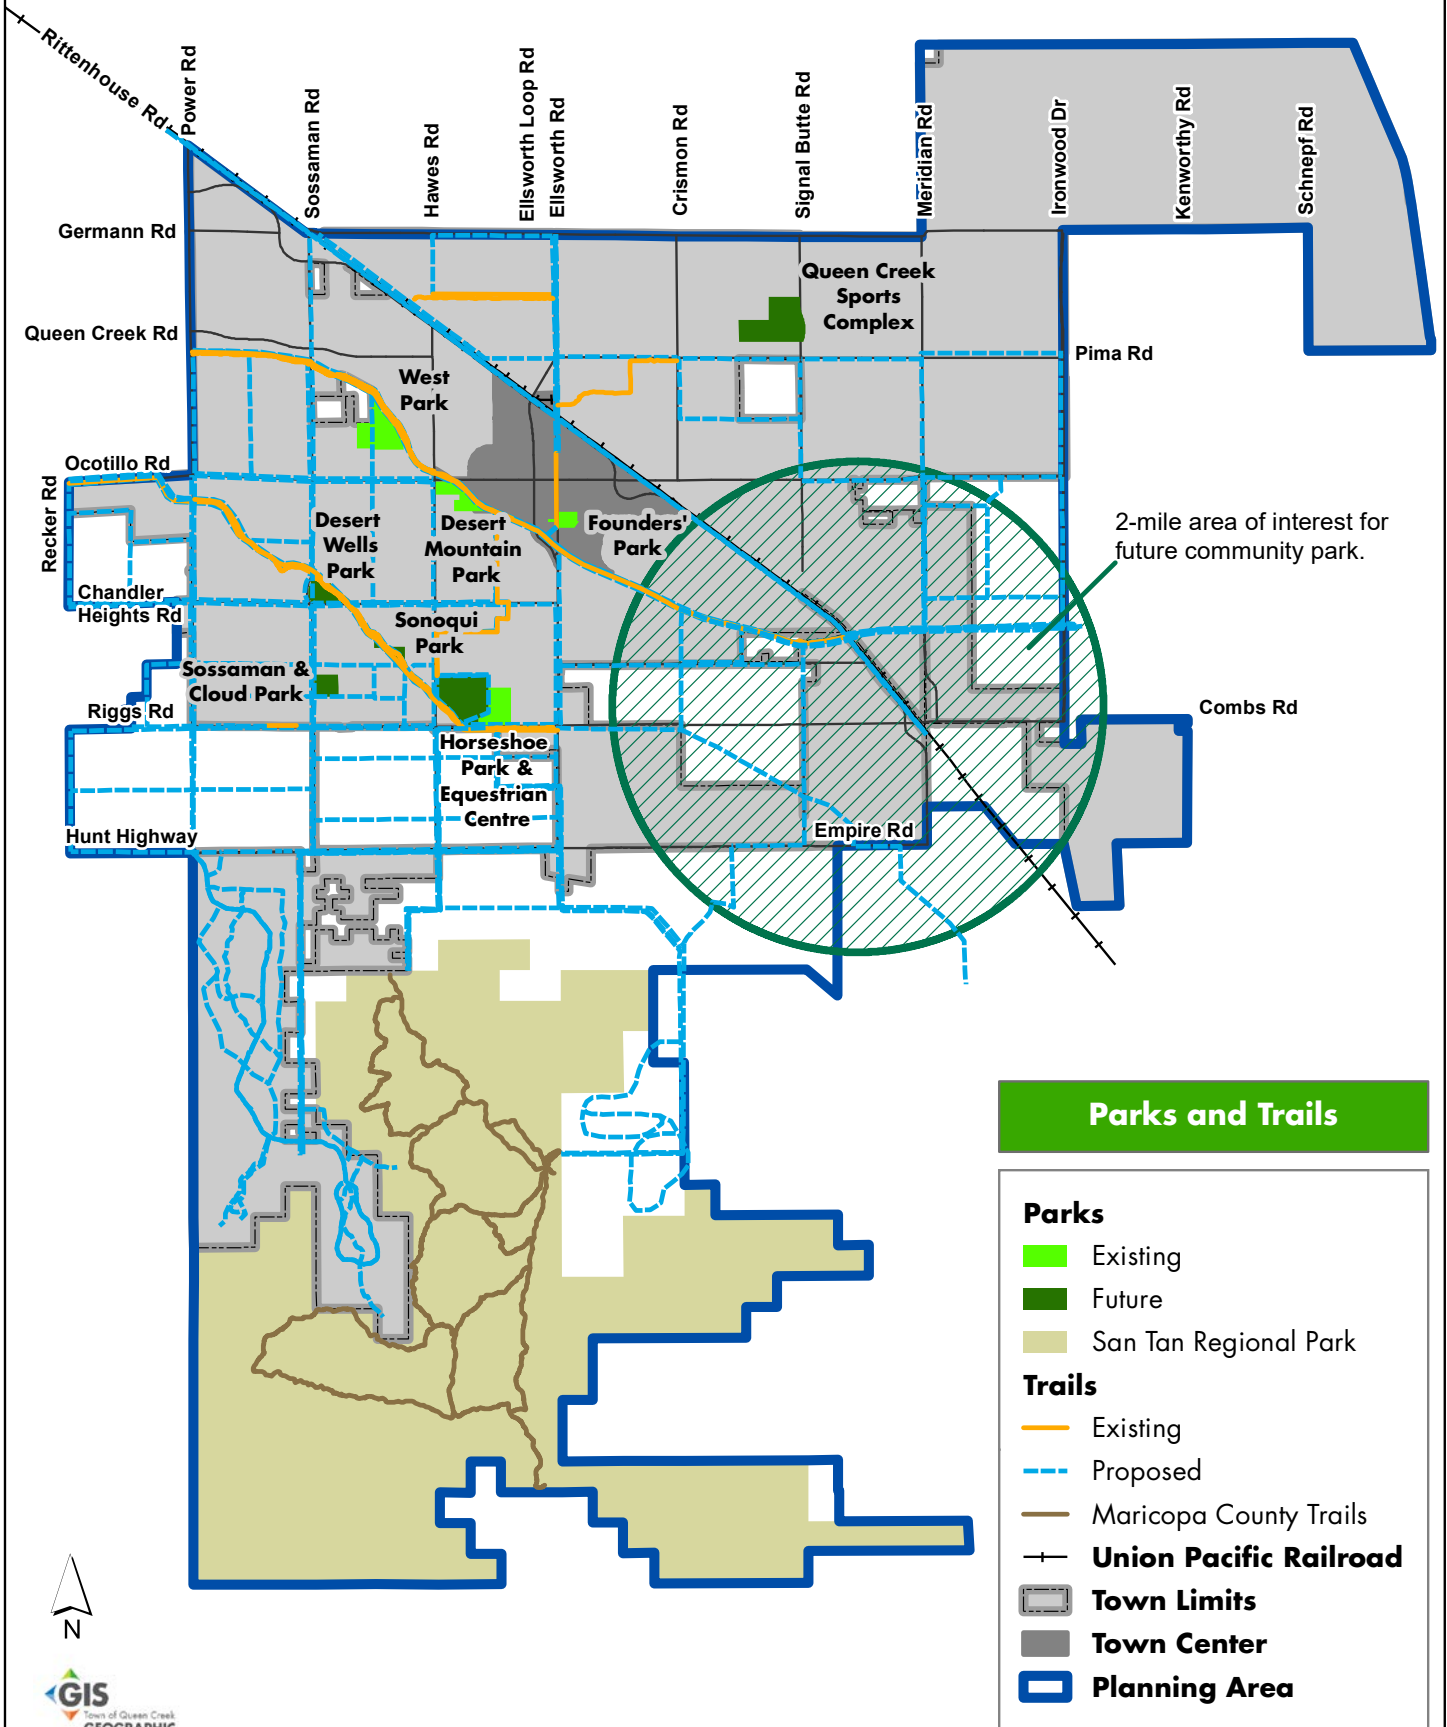 Rittenhouse Rd
Power Rd
Sossaman Rd
Hawes Rd
Ellsworth Loop Rd
Ellsworth Rd
Crismon Rd
Signal Butte Rd
Meridian Rd
Ironwood Dr
Kenworthy Rd
Schnepf Rd
Germann Rd
Queen Creek
Sports
Complex
Queen Creek Rd
Pima Rd
West
Park
Ocotillo Rd
Recker Rd
Desert
Wells
Park
Desert
Mountain
Park
Founders'
Park
2-mile area of interest for
future community park.
Chandler
Heights Rd
Sonoqui
Park
Sossaman &
Cloud Park
Riggs Rd
Combs Rd
Horseshoe
Park &
Equestrian
Centre
Hunt Highway
Empire Rd
Parks and Trails
Parks
Existing
Future
San Tan Regional Park
Trails
Existing
Proposed
Maricopa County Trails
Union Pacific Railroad
Town Limits
Town Center
Planning Area
N
GIS
Town of Queen Creek
GEOGRAPHIC